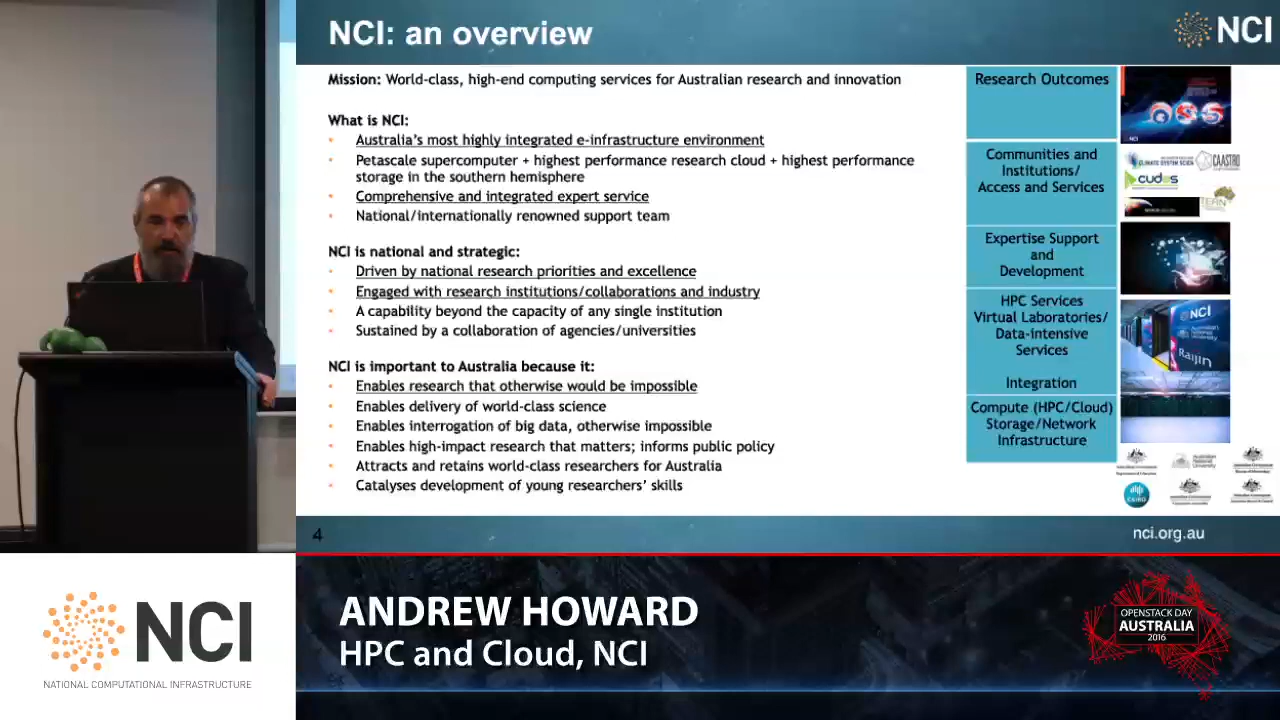 NCI: an overview
NCI
Mission: World-class, high-end computing services for Australian research and innovation
What is NCI:
• Australia's most highly integrated e-infrastructure environment
• Petascale supercomputer + highest performance research cloud + highest performance
storage in the southern hemisphere
• Comprehensive and integrated expert service
• National/internationally renowned support team
NCI is national and strategic:
• Driven by national research priorities and excellence
• Engaged with research institutions/collaborations and industry
• A capability beyond the capacity of any single institution
• Sustained by a collaboration of agencies/universities
NCI is important to Australia because it:
• Enables research that otherwise would be impossible
• Enables delivery of world-class science
• Enables interrogation of big data, otherwise impossible
• Enables high-impact research that matters; informs public policy
• Attracts and retains world-class researchers for Australia
• Catalyses development of young researchers' skills
Research Outcomes
Communities and
Institutions/
Access and Services
Expertise Support
and
Development
HPC Services
Virtual Laboratories/
Data-intensive
Services
Integration
Compute (HPC/Cloud)
Storage/Network
Infrastructure
NCI
CAASTRO
cudos
NCI
Australian
National
University
Raijin
Australian
National
University
CSIRO
4
nci.org.au
NCI
NATIONAL COMPUTATIONAL INFRASTRUCTURE
ANDREW HOWARD
HPC and Cloud, NCI
OPENSTACK DAY
AUSTRALIA
2016